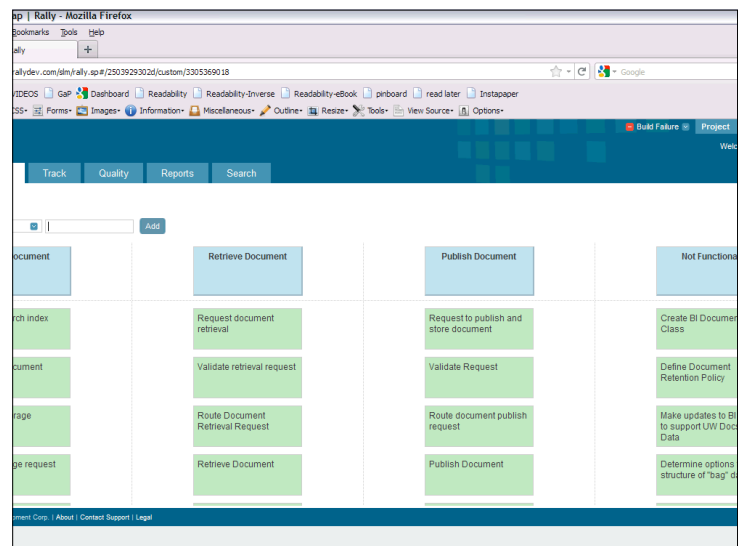 ap | Rally - Mozilla Firefox
Bookmarks Tools Help
ally +
rallydev.com/slm/rally.sp#/2503929302d/custom/3305369018 Google
VIDEOS GaP Dashboard Readability Readability-Inverse Readability-eBook pinboard read later Instapaper
CSS Forms Images Information Miscellaneous Outline Resize Tools View Source Options
Build Failure Project
Welc
Track Quality Reports Search
Add
ocument Retrieve Document Publish Document Not Functiona
rch index Request document Request to publish and Create BI Documen
retrieval store document Class
cument Validate retrieval request Validate Request Define Document
Retention Policy
rage Route Document Route document publish Make updates to BI
Retrieval Request request to support UW Docs
Data
ge request Retrieve Document Publish Document Determine options
structure of "bag" da
opment Corp. | About | Contact Support | Legal